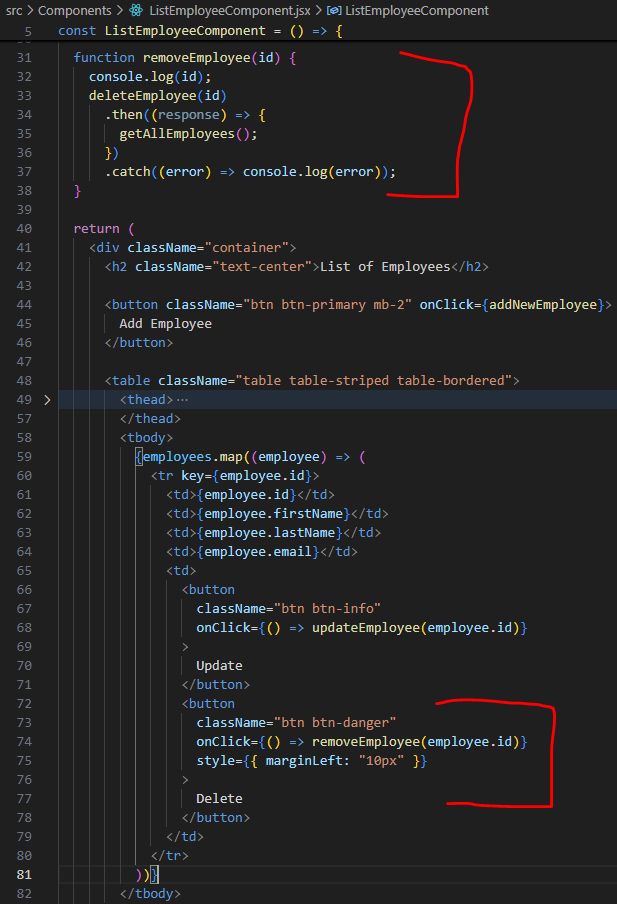 src > Components > ListEmployeeComponent.jsx > ListEmployeeComponent
5 const ListEmployeeComponent = () => {
31 function removeEmployee(id) {
32 console.log(id);
33 deleteEmployee(id)
34 .then((response) => {
35 getAllEmployees();
36 })
37 .catch((error) => console.log(error));
38 }
39
40 return (
41 <div className="container">
42 <h2 className="text-center">List of Employees</h2>
43
44 <button className="btn btn-primary mb-2" onClick={addNewEmployee}>
45 Add Employee
46 </button>
47
48 <table className="table table-striped table-bordered">
49 <thead>…
57 </thead>
58 <tbody>
59 {employees.map((employee) => (
60 <tr key={employee.id}>
61 <td>{employee.id}</td>
62 <td>{employee.firstName}</td>
63 <td>{employee.lastName}</td>
64 <td>{employee.email}</td>
65 <td>
66 <button
67 className="btn btn-info"
68 onClick={() => updateEmployee(employee.id)}
69 >
70 Update
71 </button>
72 <button
73 className="btn btn-danger"
74 onClick={() => removeEmployee(employee.id)}
75 style={{ marginLeft: "10px" }}
76 >
77 Delete
78 </button>
79 </td>
80 </tr>
81 ))}
82 </tbody>